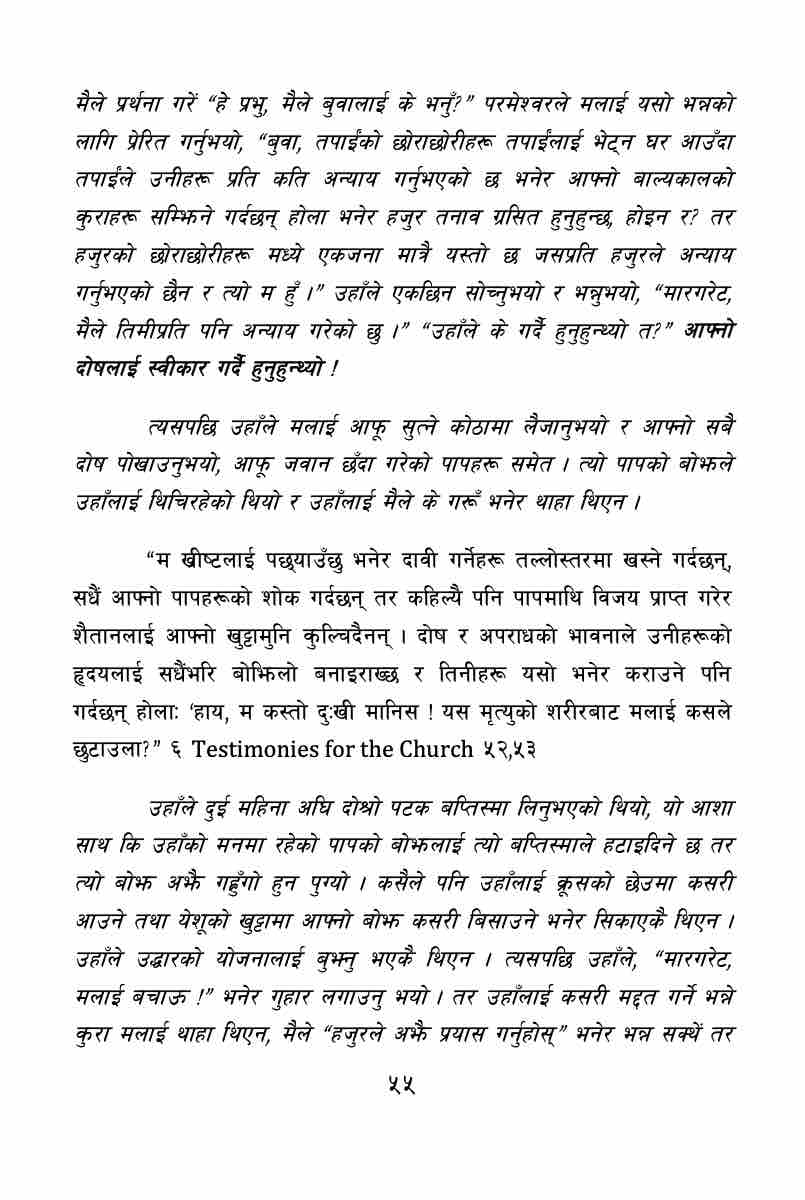 मैले प्रर्थना गरें “हे प्रभु, मैले बुवालाई के भनुँ?” परमेश्वरले मलाई यसो भन्नको
लागि प्रेरित गर्नुभयो, “बुवा, तपाईंको छोराछोरीहरू तपाईंलाई भेट्न घर आउँदा
तपाईंले उनीहरू प्रति कति अन्याय गर्नुभएको छ भनेर आफ्नो बाल्यकालको
कुराहरू सम्झिने गर्दछन् होला भनेर हजुर तनाव ग्रसित हुनुहुन्छ, होइन र? तर
हजुरको छोराछोरीहरू मध्ये एकजना मात्रै यस्तो छ जसप्रति हजुरले अन्याय
गर्नुभएको छैन र त्यो म हुँ ।” उहाँले एकछिन सोच्नुभयो र भन्नुभयो, “मारगरेट,
मैले तिमीप्रति पनि अन्याय गरेको छु ।” “उहाँले के गर्दै हुनुहुन्थ्यो त?” आफ्नो
दोषलाई स्वीकार गर्दै हुनुहुन्थ्यो !
त्यसपछि उहाँले मलाई आफू सुत्ने कोठामा लैजानुभयो र आफ्नो सबै
दोष पोखाउनुभयो, आफू जवान छँदा गरेको पापहरू समेत । त्यो पापको बोझले
उहाँलाई थिचिरहेको थियो र उहाँलाई मैले के गरूँ भनेर थाहा थिएन ।
“म ख्रीष्टलाई पछ्याउँछु भनेर दावी गर्नेहरू तल्लोस्तरमा खस्ने गर्दछन्,
सधैं आफ्नो पापहरूको शोक गर्दछन् तर कहिल्यै पनि पापमाथि विजय प्राप्त गरेर
शैतानलाई आफ्नो खुट्टामुनि कुल्चिदैनन् । दोष र अपराधको भावनाले उनीहरूको
हृदयलाई सधैंभरि बोझिलो बनाइराख्छ र तिनीहरू यसो भनेर कराउने पनि
गर्दछन् होलाः ‘हाय, म कस्तो दुःखी मानिस ! यस मृत्युको शरीरबाट मलाई कसले
छुटाउला?” ६ Testimonies for the Church ५२,५३
उहाँले दुई महिना अघि दोश्रो पटक बप्तिस्मा लिनुभएको थियो, यो आशा
साथ कि उहाँको मनमा रहेको पापको बोझलाई त्यो बप्तिस्माले हटाइदिने छ तर
त्यो बोझ अझै गह्रुँगो हुन पुग्यो । कसैले पनि उहाँलाई क्रूसको छेउमा कसरी
आउने तथा येशूको खुट्टामा आफ्नो बोझ कसरी बिसाउने भनेर सिकाएकै थिएन ।
उहाँले उद्धारको योजनालाई बुझ्नु भएकै थिएन । त्यसपछि उहाँले, “मारगरेट,
मलाई बचाऊ !” भनेर गुहार लगाउनु भयो । तर उहाँलाई कसरी मद्दत गर्ने भन्ने
कुरा मलाई थाहा थिएन, मैले “हजुरले अझै प्रयास गर्नुहोस्” भनेर भन्न सक्थें तर
५५